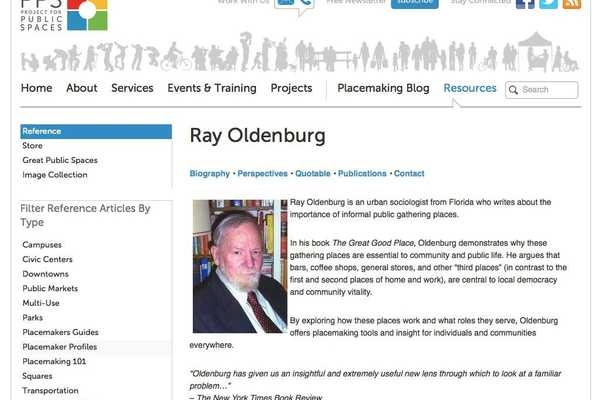 PPS
PROJECT FOR
PUBLIC
SPACES
Work With Us
Free Newsletter
Subscribe
Stay Connected
Home
About
Services
Events & Training
Projects
Placemaking Blog
Resources
Search
Reference
Store
Great Public Spaces
Image Collection
Filter Reference Articles By
Type
Campuses
Civic Centers
Downtowns
Public Markets
Multi-Use
Parks
Placemakers Guides
Placemaker Profiles
Placemaking 101
Squares
Transportation
Ray Oldenburg
Biography • Perspectives • Quotable • Publications • Contact
Ray Oldenburg is an urban sociologist from Florida who writes about the
importance of informal public gathering places.
In his book The Great Good Place, Oldenburg demonstrates why these
gathering places are essential to community and public life. He argues that
bars, coffee shops, general stores, and other “third places” (in contrast to the
first and second places of home and work), are central to local democracy
and community vitality.
By exploring how these places work and what roles they serve, Oldenburg
offers placemaking tools and insight for individuals and communities
everywhere.
“Oldenburg has given us an insightful and extremely useful new lens through which to look at a familiar
problem…”
– The New York Times Book Review